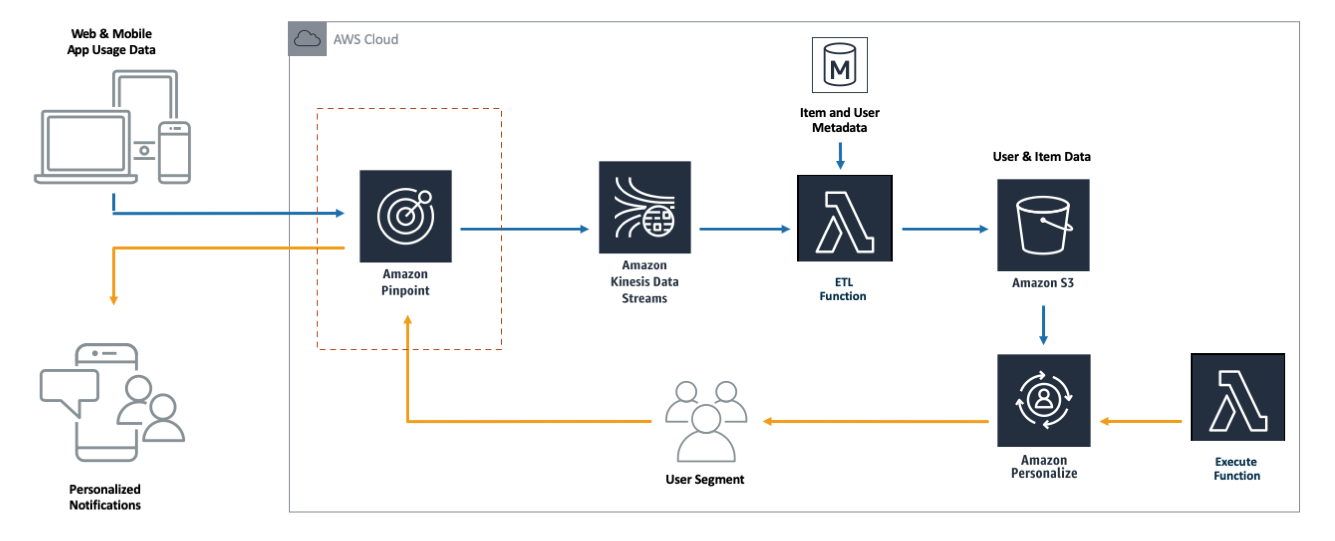 Web & Mobile
App Usage Data
AWS Cloud
M
Item and User
Metadata
User & Item Data
Amazon
Pinpoint
Amazon
Kinesis Data
Streams
ETL
Function
Amazon S3
User Segment
Amazon
Personalize
Execute
Function
Personalized
Notifications